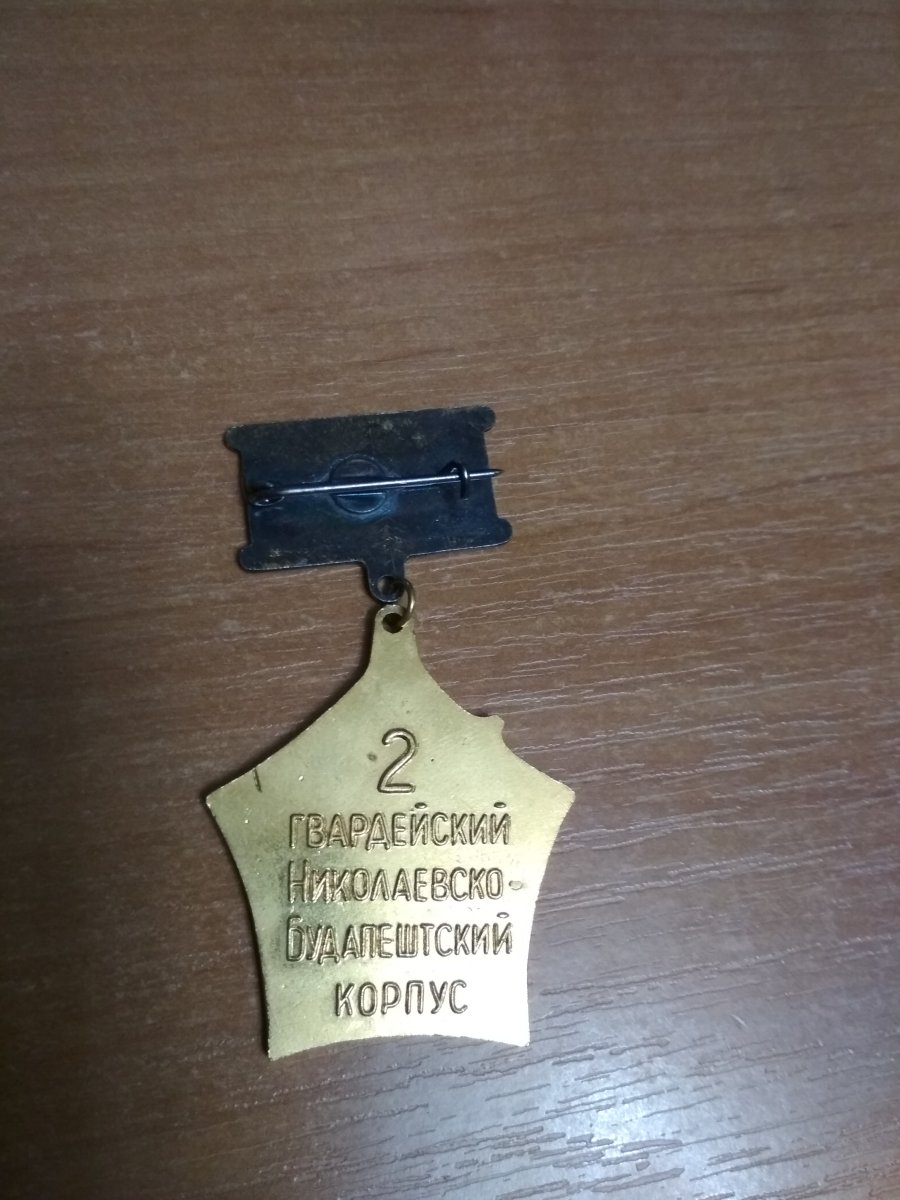 2
ГВАРДЕЙСКИЙ
НИКОЛАЕВСКО-
БУДАПЕШТСКИЙ
КОРПУС